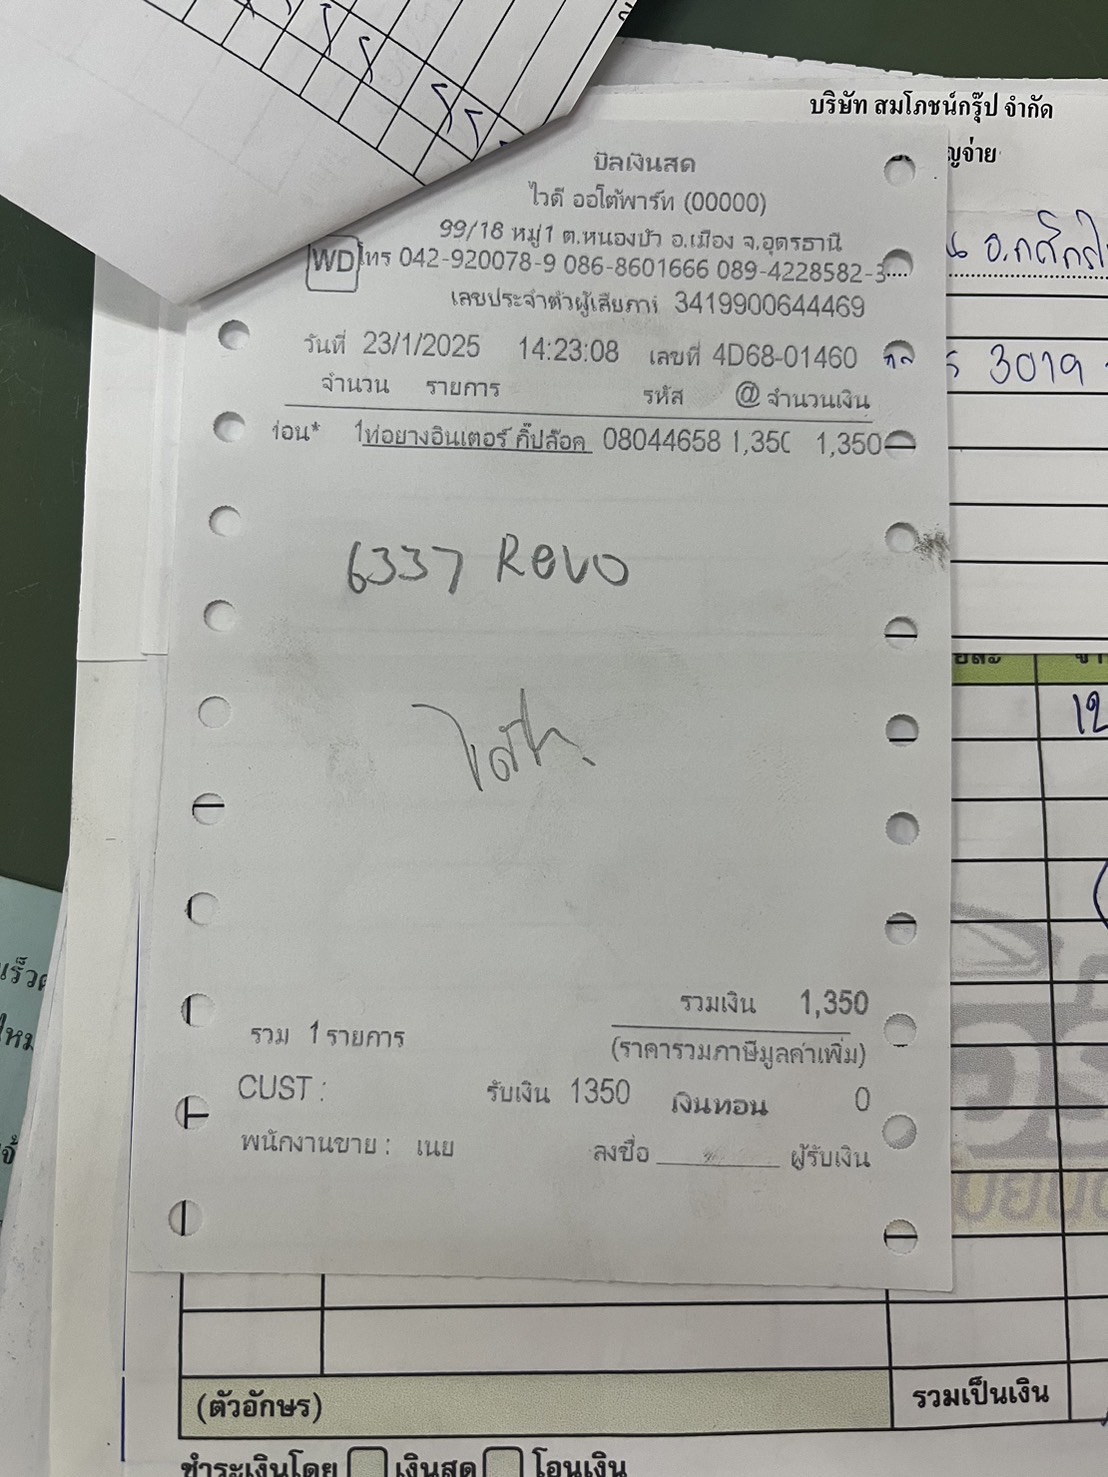 บริษัท สมโภชน์กรุ๊ป จำกัด
ญจ่าย
บิลเงินสด
ไวดี ออโต้พาร์ท (00000)
99/18 หมู่1 ต.หนองบัว อ.เมือง จ.อุดรธานี
WD โทร 042-920078-9 086-8601666 089-4228582-3
เลขประจำตัวผู้เสียภาษี 3419900644469
วันที่ 23/1/2025 14:23:08 เลขที่ 4D68-01460
3019
จำนวน รายการ รหัส @ จำนวนเงิน
1ท่อยางอินเตอร์ กิ๊ปล๊อค 08044658 1,350 1,350
6337 Revo
12
รวมเงิน 1,350
รวม 1 รายการ
(ราคารวมภาษีมูลค่าเพิ่ม)
CUST : รับเงิน 1350 เงินทอน 0
พนักงานขาย : เนย ลงชื่อ ผู้รับเงิน
(ตัวอักษร) รวมเป็นเงิน
ชำระเงินโดย เงินสด โอนเงิน